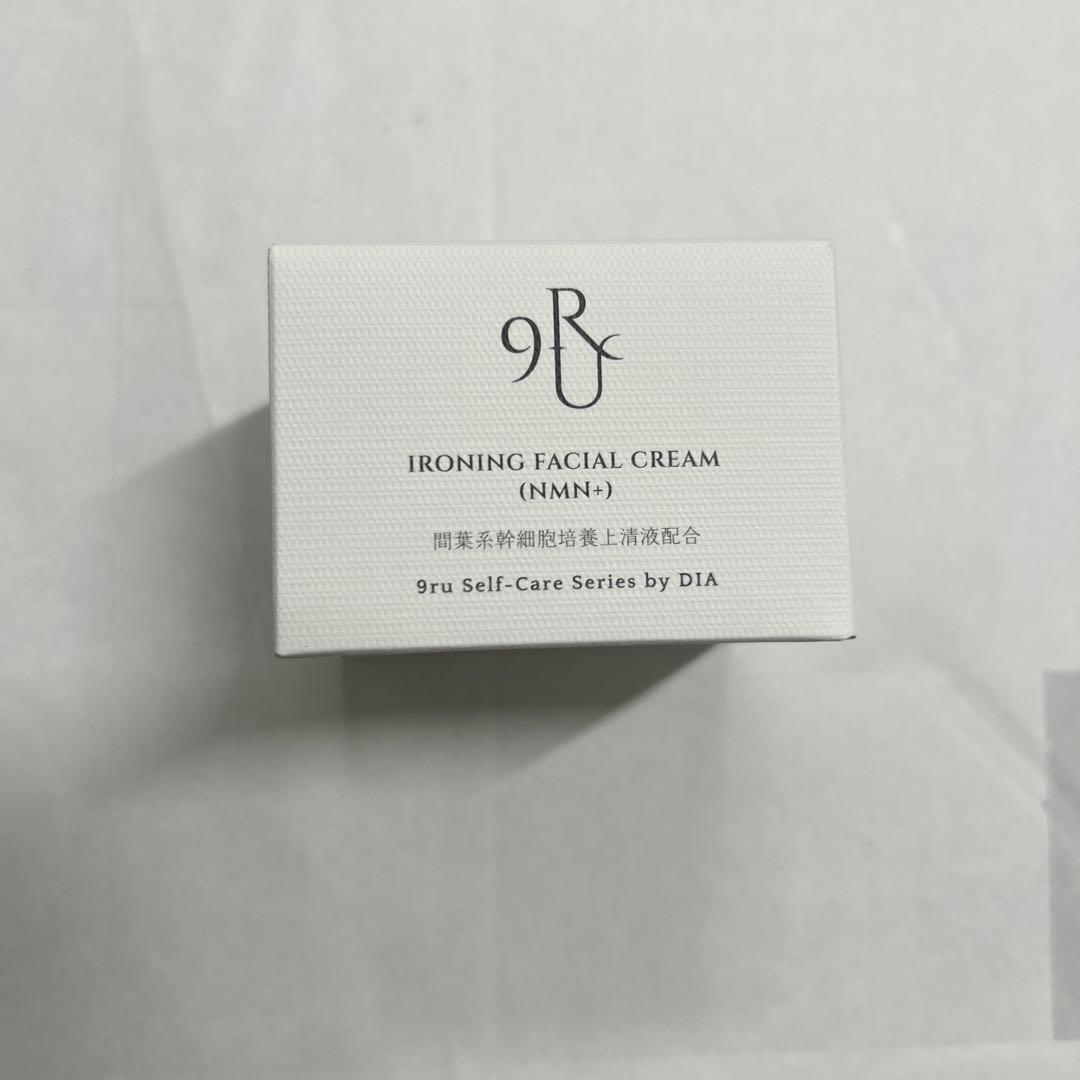 9RU
IRONING FACIAL CREAM
(NMN+)
間葉系幹細胞培養上清液配合
9ru Self-Care Series by DIA